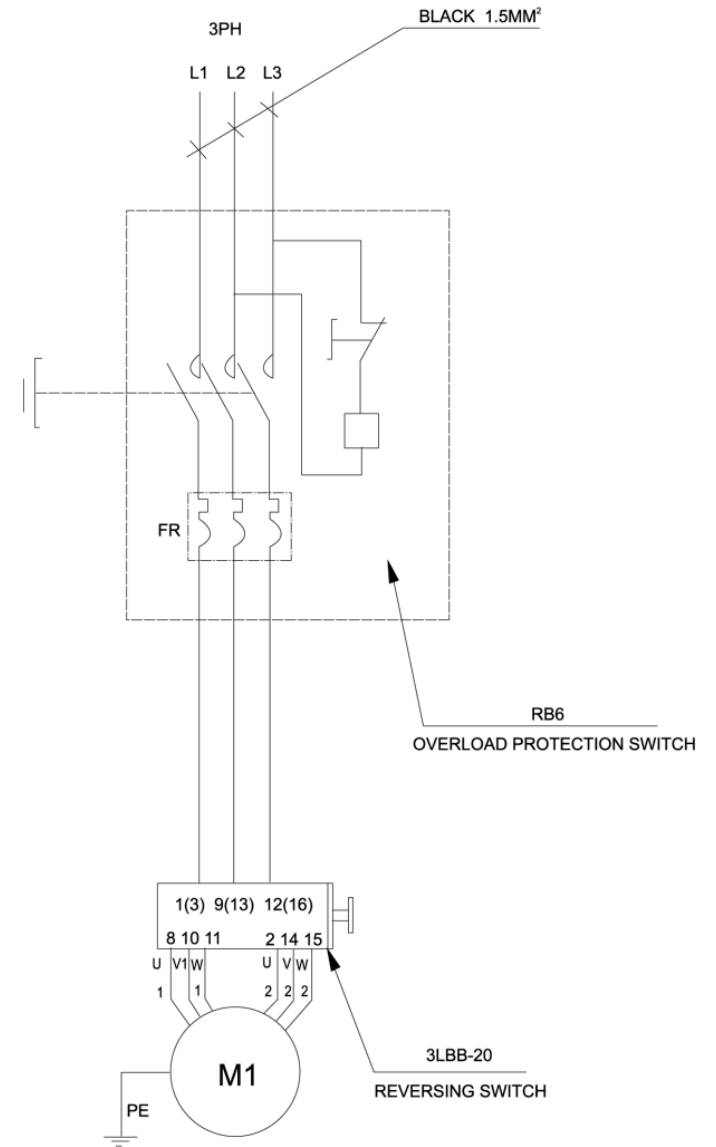 BLACK 1.5MM²
3PH
L1 L2 L3
FR
RB6
OVERLOAD PROTECTION SWITCH
1(3) 9(13) 12(16)
8 10 11 2 14 15
U V1 W U V W
1 1 2 2 2
M1
3LBB-20
REVERSING SWITCH
PE